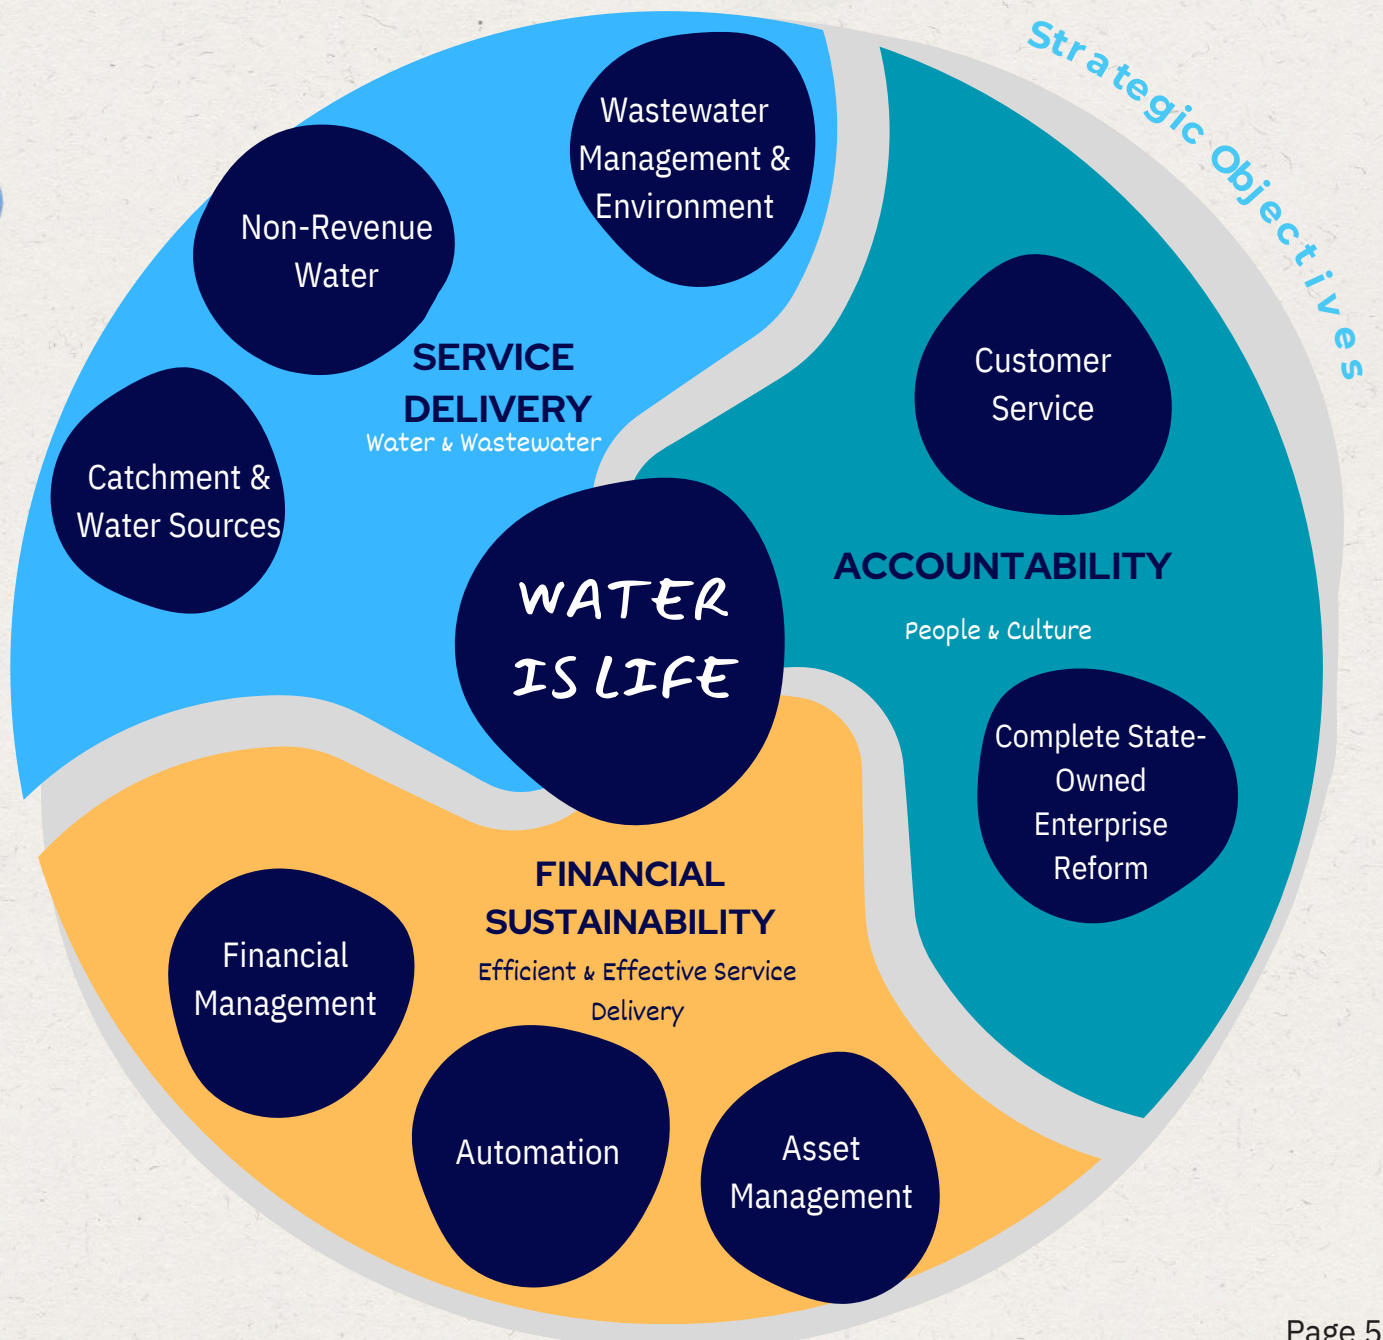 Strategic Objectives
Wastewater
Management &
Environment
Non-Revenue
Water
SERVICE
DELIVERY
Water & Wastewater
Catchment &
Water Sources
Customer
Service
ACCOUNTABILITY
People & Culture
Complete State-
Owned
Enterprise
Reform
WATER
IS LIFE
FINANCIAL
SUSTAINABILITY
Efficient & Effective Service
Delivery
Financial
Management
Automation
Asset
Management
Page 5